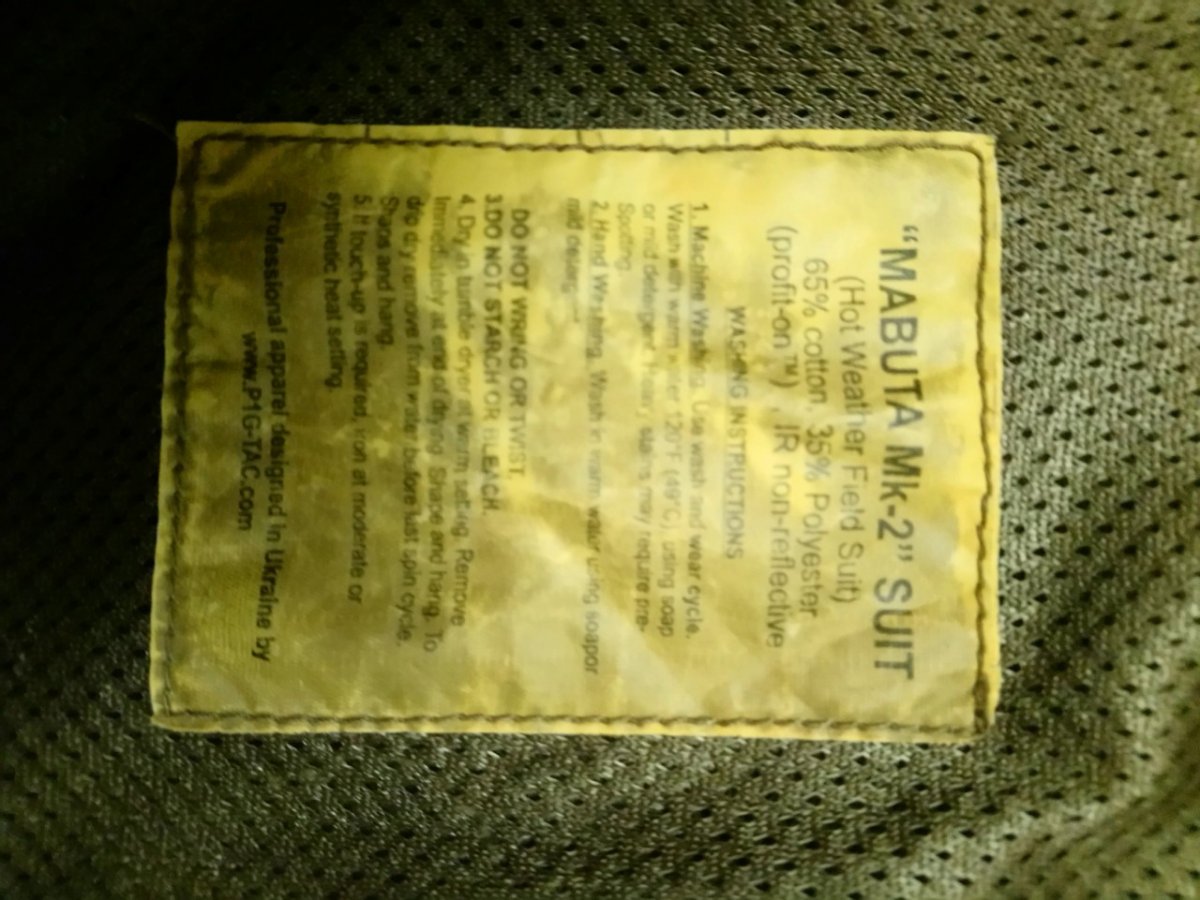 “MABUTA Mk-2” SUIT
(Hot Weather Field Suit)
65% cotton, 35% Polyester
(profit-on™), IR non-reflective
WASHING INSTRUCTIONS
1. Machine Washing. Use wash and wear cycle.
Wash with warm water 120°F (49°C), using soap
or mild detergent. Heavy stains may require pre-
Spotting.
2. Hand Washing. Wash in warm water using soap or
mild detergent
DO NOT WRING OR TWIST.
3.DO NOT STARCH OR BLEACH.
4. Dry in tumble dryer at warm setting. Remove
Immediately at end of drying. Shape and hang. To
drip dry remove from water before last spin cycle.
Shape and hang.
5. If touch-up is required, iron at moderate or
synthetic heat setting.
Professional apparel designed in Ukraine by
www.P1G-TAC.com